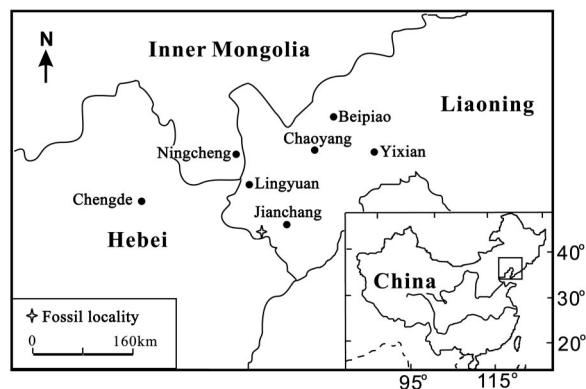 N
Inner Mongolia
Liaoning
Beipiao
Chaoyang
Ningcheng
Yixian
Lingyuan
Chengde
Jianchang
Hebei
China
40°
30°
20°
95°
115°
Fossil locality
0
160km